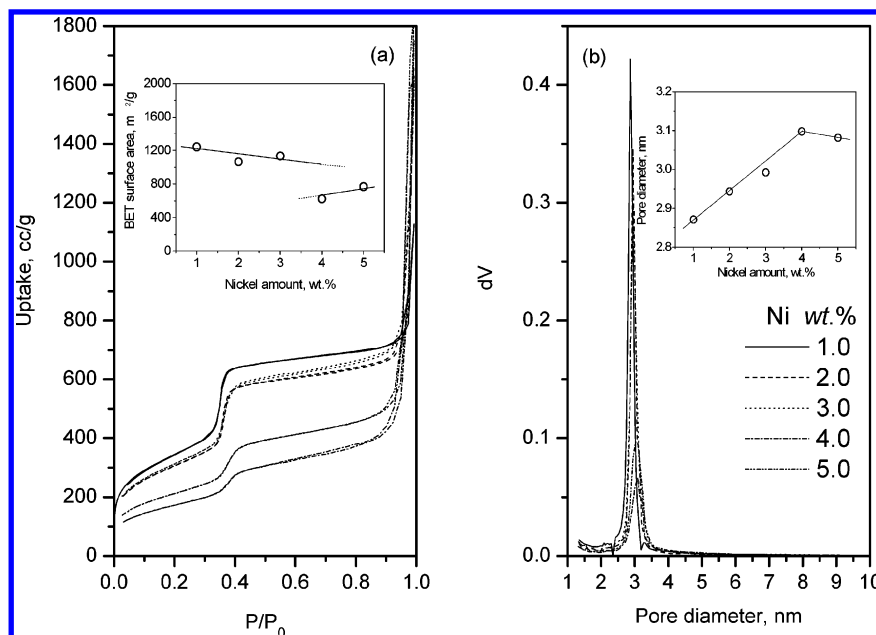 (a)
Uptake, cc/g
1800
1600
1400
1200
1000
800
600
400
200
0
0.0 0.2 0.4 0.6 0.8 1.0
P/P0
BET surface area, m⁻²/g
2000
1600
1200
800
400
0
1 2 3 4 5
Nickel amount, wt.%
(b)
dV
0.4
0.3
0.2
0.1
0.0
1 2 3 4 5 6 7 8 9 10
Pore diameter, nm
Pore diameter, nm
3.2
3.1
3.0
2.9
2.8
1 2 3 4 5
Nickel amount, wt.%
Ni wt.%
1.0
2.0
3.0
4.0
5.0